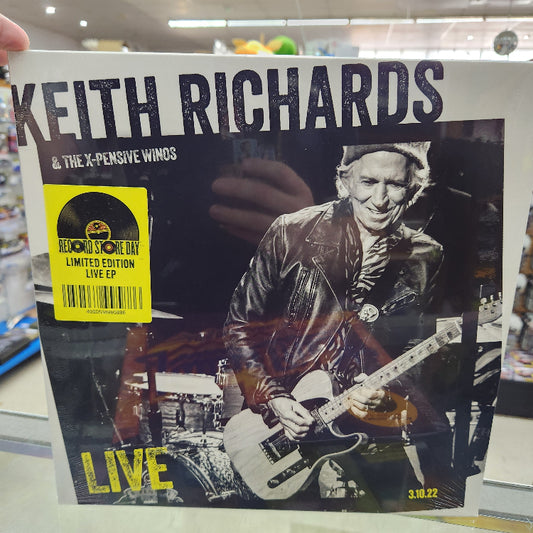 KEITH RICHARDS
& THE X-PENSIVE WINOS
RECORD STORE DAY
LIMITED EDITION
LIVE EP
LIVE
3.10.22